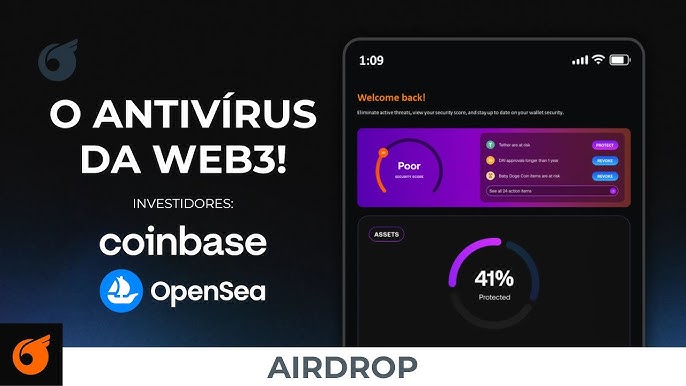 O ANTIVÍRUS
DA WEB3!
INVESTIDORES:
coinbase
OpenSea
1:09
Welcome back!
Eliminate active threats, view your security score, and stay up to date on your wallet security.
Poor
SECURITY SCORE
Tether are at risk
PROTECT
DAI approvals longer than 1 year
REVOKE
Baby Doge Coin items are at risk
REVOKE
See all 24 action items
ASSETS
41%
Protected
AIRDROP